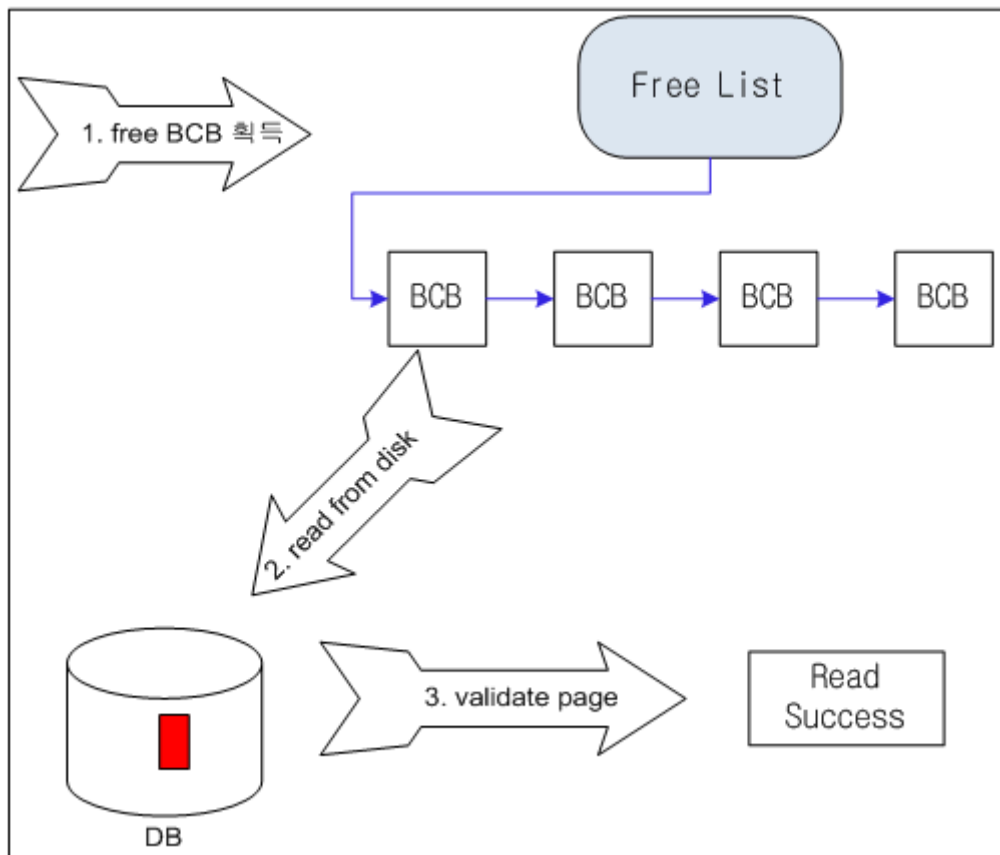 Free List
1. free BCB 획득
BCB
BCB
BCB
BCB
2. read from disk
3. validate page
Read
Success
DB